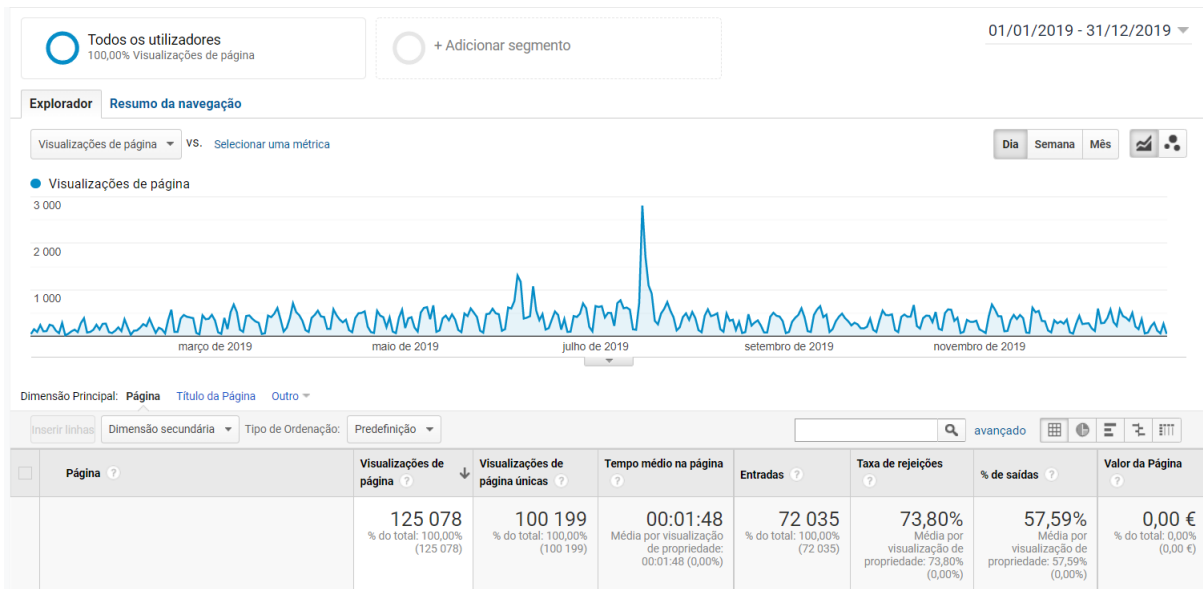 Todos os utilizadores
100,00% Visualizações de página
+ Adicionar segmento
01/01/2019 - 31/12/2019
Explorador
Resumo da navegação
Visualizações de página
VS.
Selecionar uma métrica
Dia
Semana
Mês
Visualizações de página
3 000
2 000
1 000
março de 2019
maio de 2019
julho de 2019
setembro de 2019
novembro de 2019
Dimensão Principal:
Página
Título da Página
Outro
Inserir linhas
Dimensão secundária
Tipo de Ordenação:
Predefinição
avançado
Página ?
Visualizações de
página ?
Visualizações de
página únicas ?
Tempo médio na página
?
Entradas ?
Taxa de rejeições
?
% de saídas ?
Valor da Página
?
125 078
% do total: 100,00%
(125 078)
100 199
% do total: 100,00%
(100 199)
00:01:48
Média por visualização
de propriedade:
00:01:48 (0,00%)
72 035
% do total: 100,00%
(72 035)
73,80%
Média por
visualização de
propriedade: 73,80%
(0,00%)
57,59%
Média por
visualização de
propriedade: 57,59%
(0,00%)
0,00 €
% do total: 0,00%
(0,00 €)